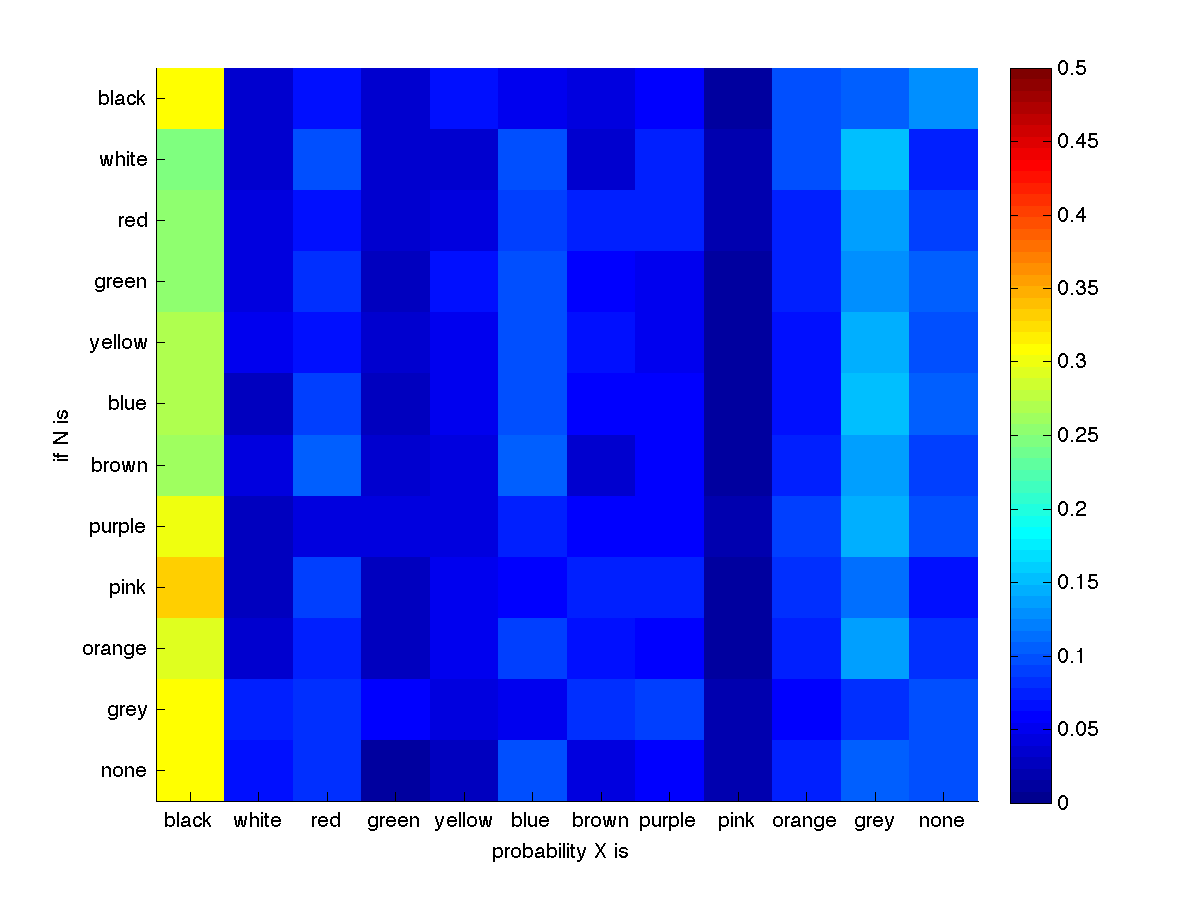 black
white
red
green
yellow
blue
brown
purple
pink
orange
grey
none
if N is
black white red green yellow blue brown purple pink orange grey none
probability X is
0.5
0.45
0.4
0.35
0.3
0.25
0.2
0.15
0.1
0.05
0